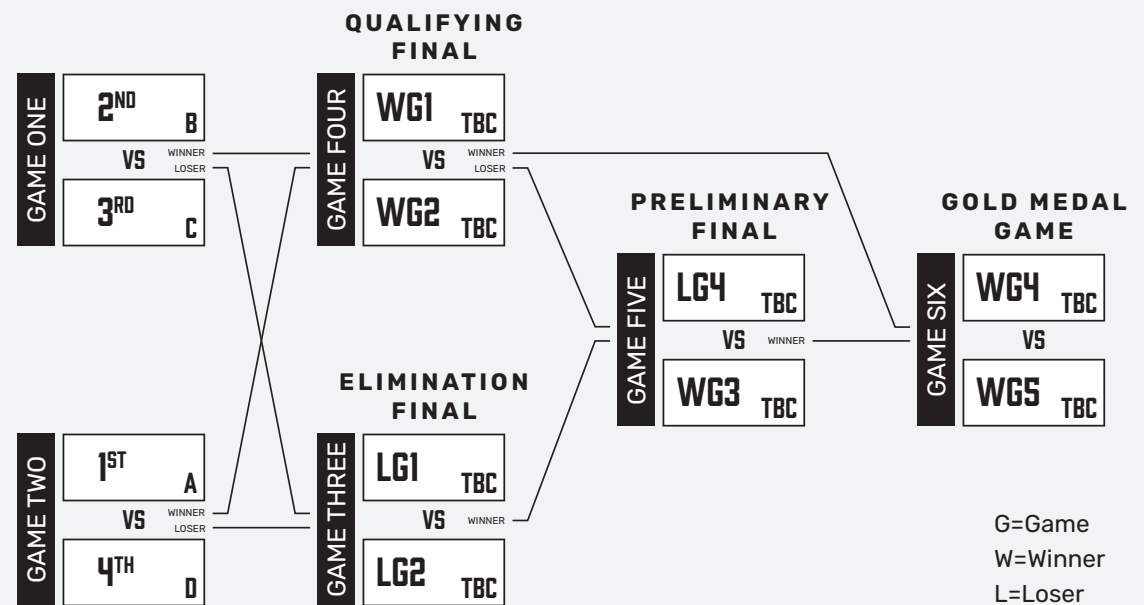 QUALIFYING
FINAL
GAME ONE
2ND
B
VS
WINNER
LOSER
3RD
C
GAME FOUR
WG1
TBC
VS
WINNER
LOSER
WG2
TBC
PRELIMINARY
FINAL
GAME FIVE
LG4
TBC
VS
WINNER
WG3
TBC
GOLD MEDAL
GAME
GAME SIX
WG4
TBC
VS
WG5
TBC
GAME TWO
1ST
A
VS
WINNER
LOSER
4TH
D
ELIMINATION
FINAL
GAME THREE
LG1
TBC
VS
WINNER
LG2
TBC
G=Game
W=Winner
L=Loser